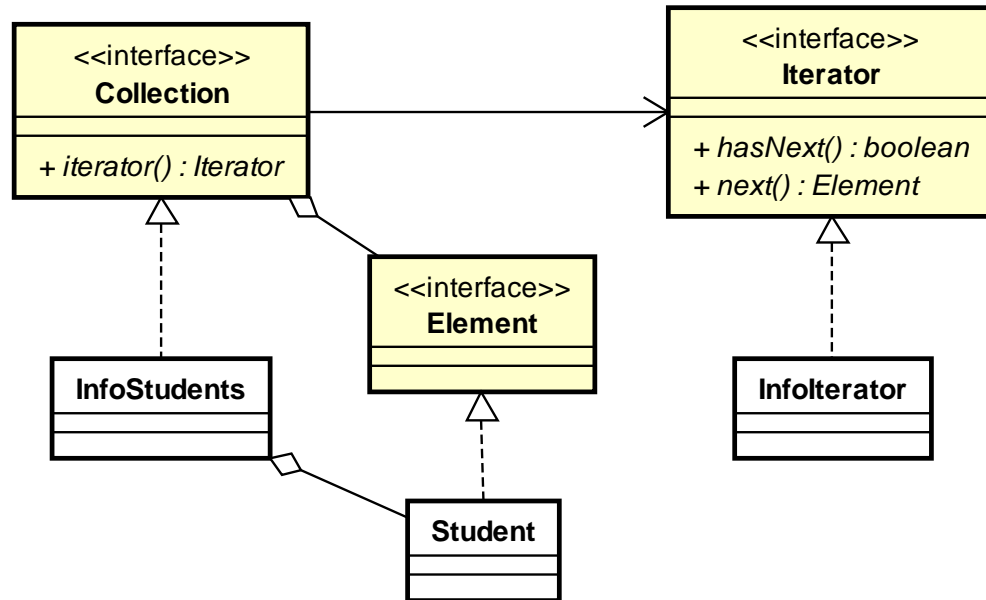 <<interface>>
Collection
+ iterator() : Iterator
<<interface>>
Iterator
+ hasNext() : boolean
+ next() : Element
<<interface>>
Element
InfoStudents
InfoIterator
Student